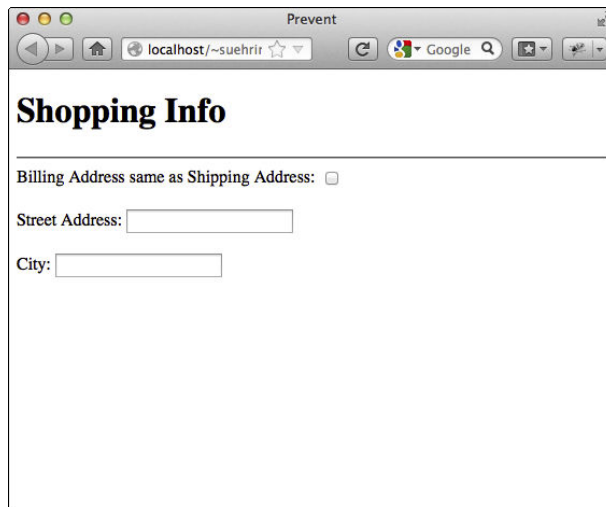 Prevent
localhost/~suehrir
Google
Shopping Info
Billing Address same as Shipping Address:
Street Address:
City: